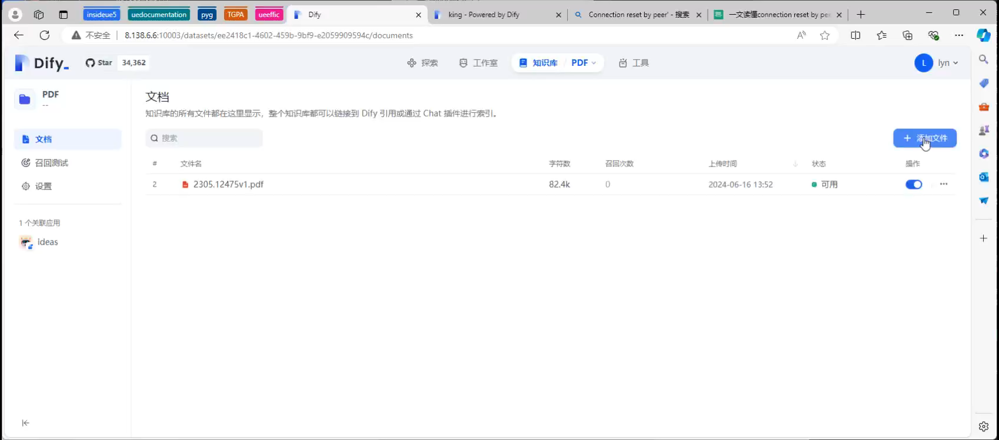 insideue5 uedocumentation pyg TGPA ueeffic Dify king - Powered by Dify Connection reset by peer' - 搜索 一文读懂connection reset by pee
不安全 8.138.6.6:10003/datasets/ee2418c1-4602-459b-9bf9-e2059909594c/documents
Dify_ Star 34,362 探索 工作室 知识库 / PDF 工具 L lyn
PDF
--
文档
召回测试
设置
1 个关联应用
ideas
文档
知识库的所有文件都在这里显示，整个知识库都可以链接到 Dify 引用或通过 Chat 插件进行索引。
搜索 + 添加文件
# 文件名 字符数 召回次数 上传时间 ↓ 状态 操作
2 2305.12475v1.pdf 82.4k 0 2024-06-16 13:52 可用 ...